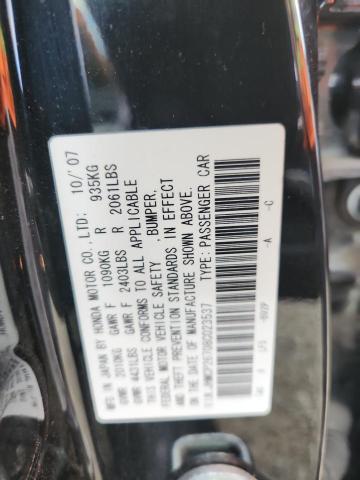 MFD. IN JAPAN BY HONDA MOTOR CO., LTD: 10/'07
GVWR 2010KG GAWR F 1090KG R 935KG
GVWR 4431LBS GAWR F 2403LBS R 2061LBS
THIS VEHICLE CONFORMS TO ALL APPLICABLE
FEDERAL MOTOR VEHICLE SAFETY , BUMPER,
THEFT PREVENTION STANDARDS IN EFFECT
ON THE DATE OF MANUFACTURE SHOWN ABOVE.
TYPE: PASSENGER CAR
-A -C